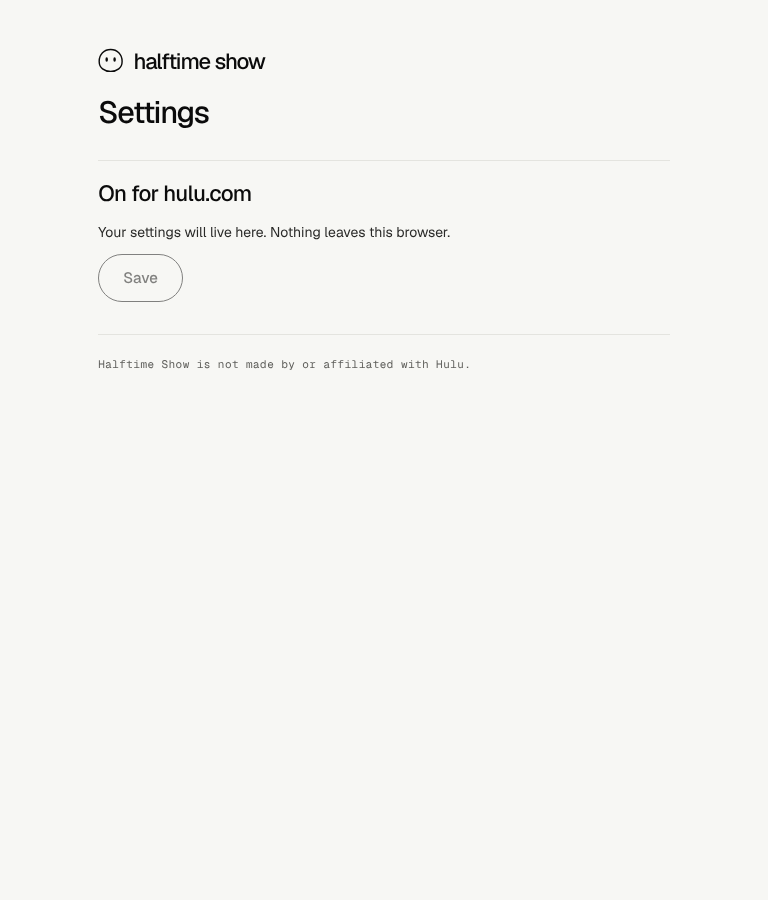 halftime show
Settings
On for hulu.com
Your settings will live here. Nothing leaves this browser.
Save
Halftime Show is not made by or affiliated with Hulu.